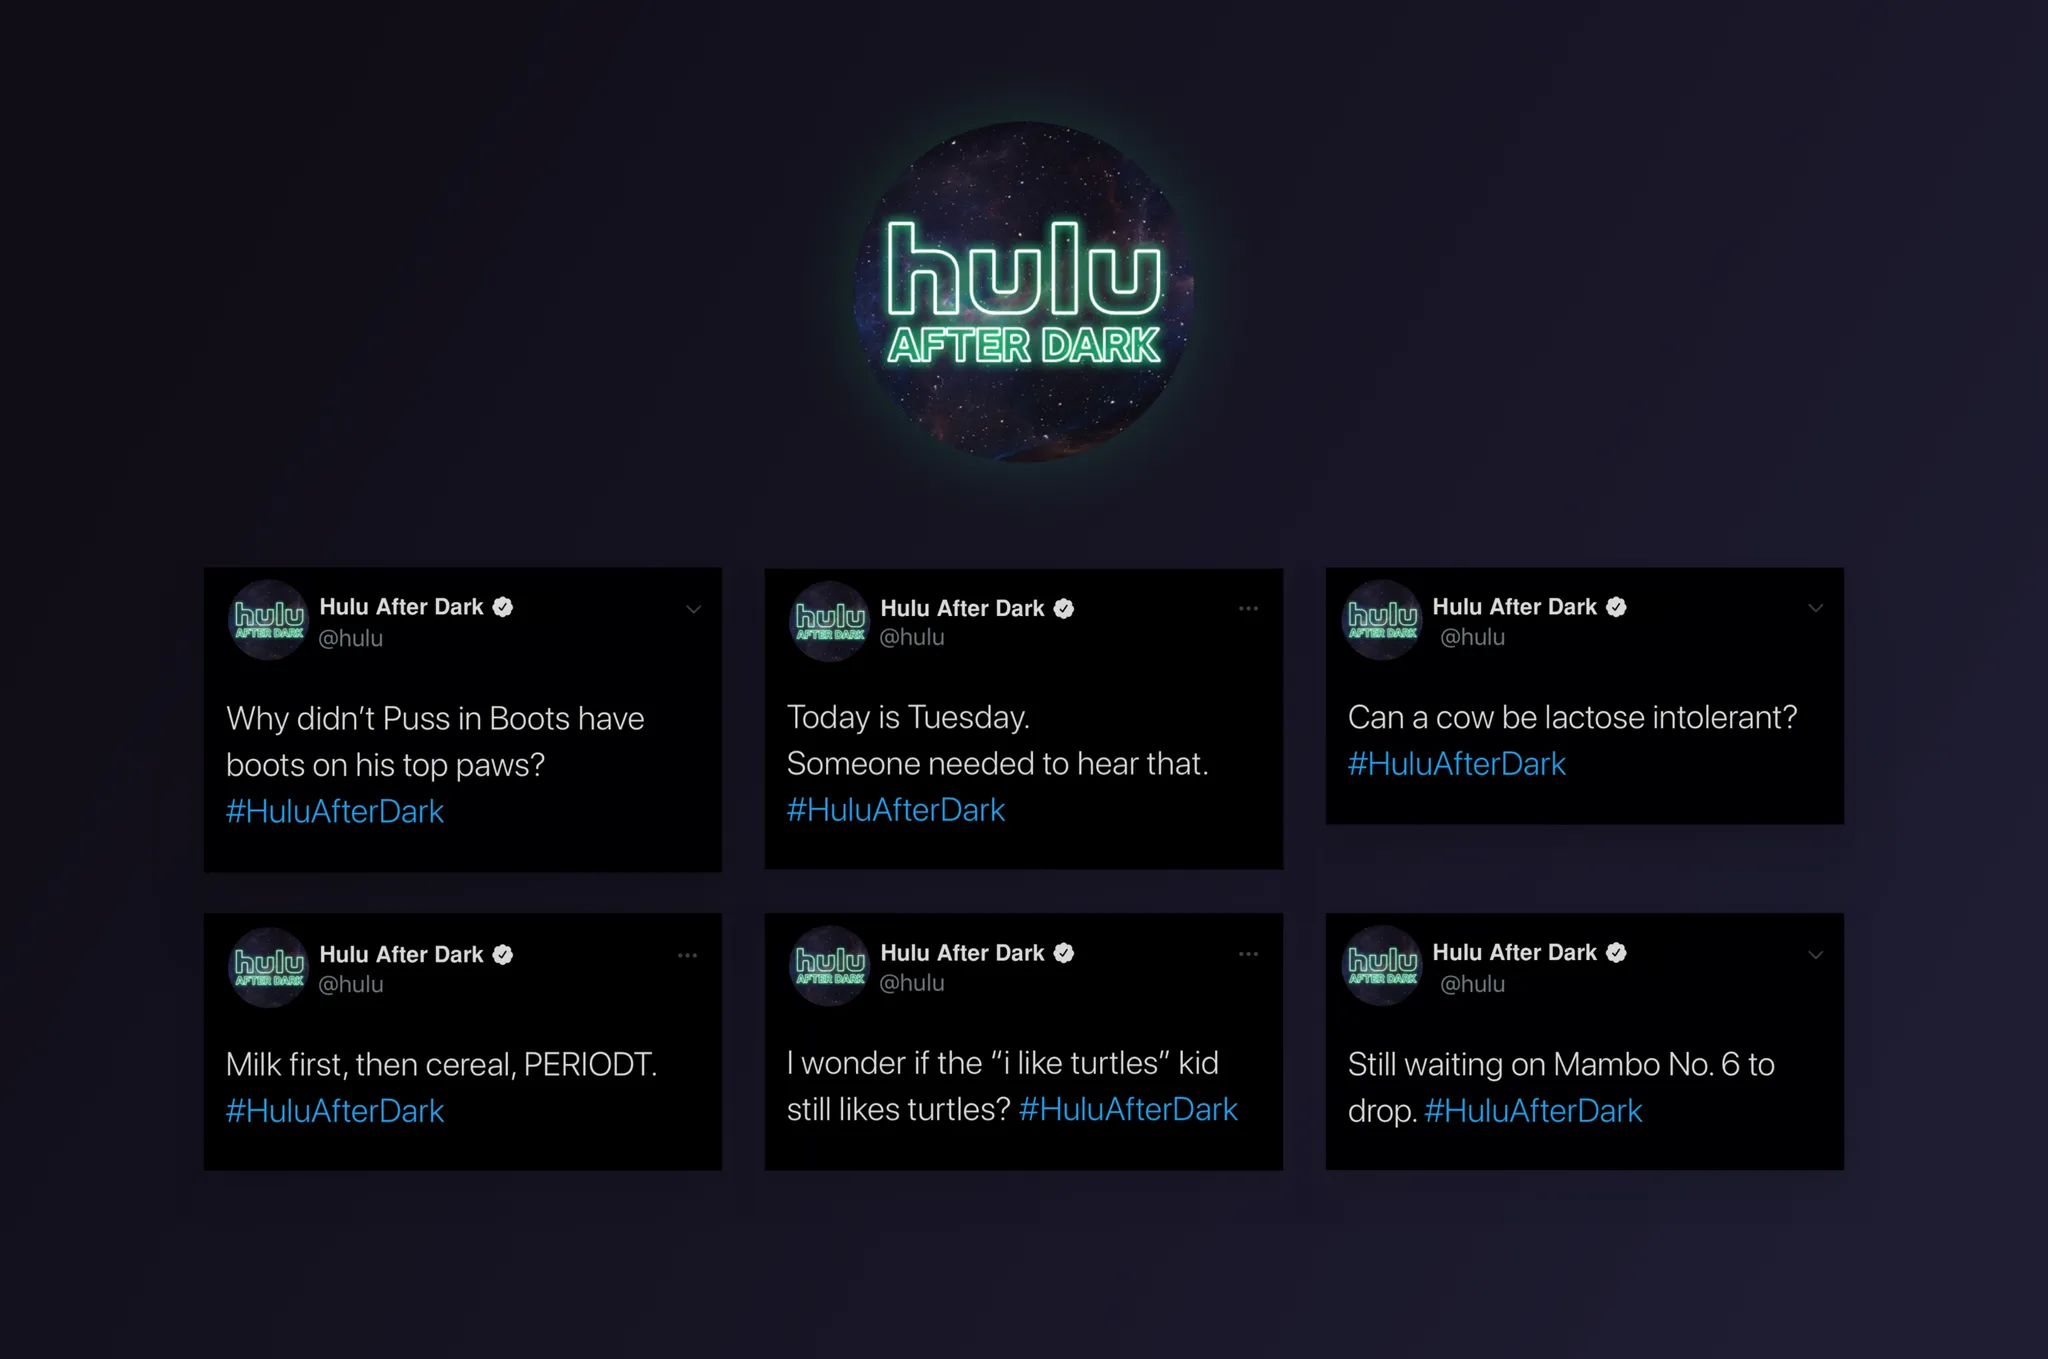 hulu
AFTER DARK
Hulu After Dark
@hulu
Why didn’t Puss in Boots have
boots on his top paws?
#HuluAfterDark
hulu
AFTER DARK
Hulu After Dark
@hulu
Today is Tuesday.
Someone needed to hear that.
#HuluAfterDark
hulu
AFTER DARK
Hulu After Dark
@hulu
Can a cow be lactose intolerant?
#HuluAfterDark
hulu
AFTER DARK
Hulu After Dark
@hulu
Milk first, then cereal, PERIODT.
#HuluAfterDark
hulu
AFTER DARK
Hulu After Dark
@hulu
I wonder if the “i like turtles” kid
still likes turtles? #HuluAfterDark
hulu
AFTER DARK
Hulu After Dark
@hulu
Still waiting on Mambo No. 6 to
drop. #HuluAfterDark
hulu
AFTER DARK